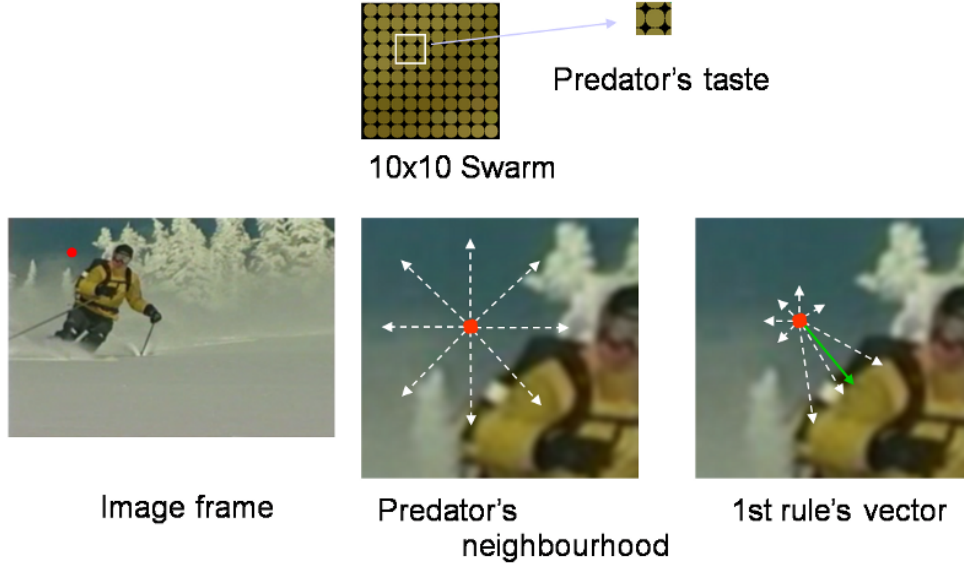 Predator's taste
10x10 Swarm
Image frame
Predator's
neighbourhood
1st rule's vector